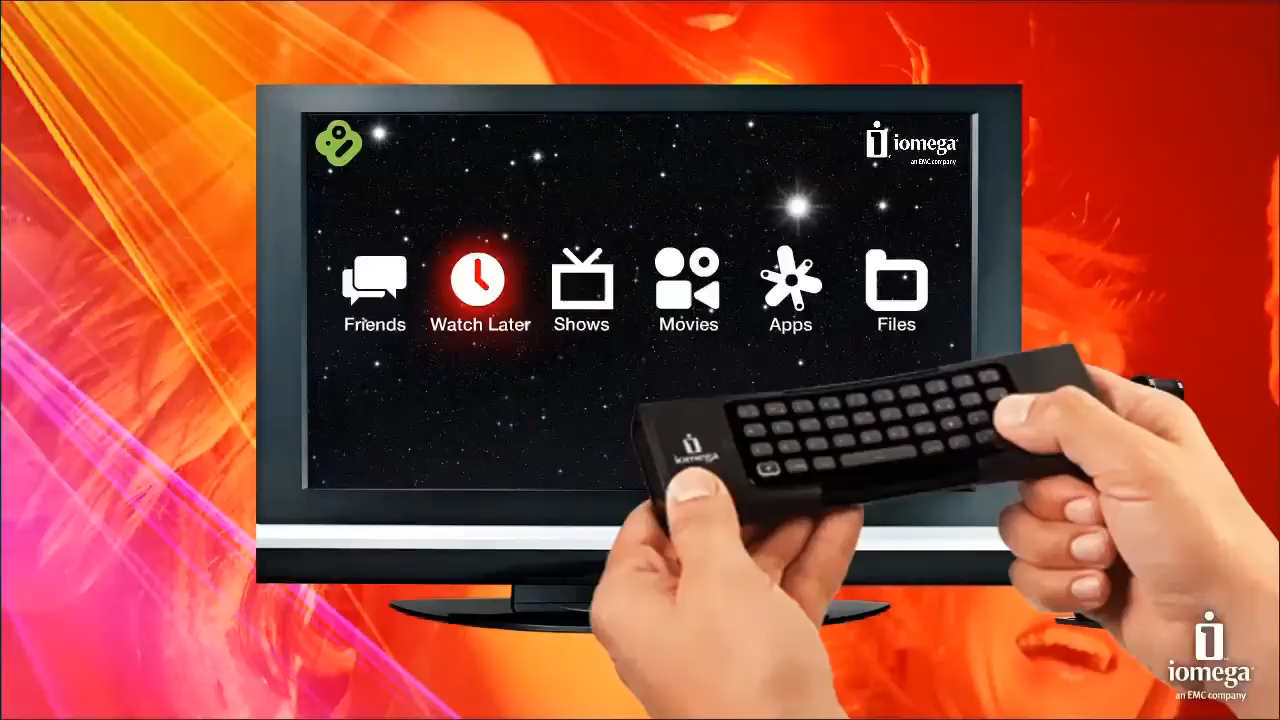 iomega
an EMC company
Friends
Watch Later
Shows
Movies
Apps
Files
iomega
iomega
an EMC company